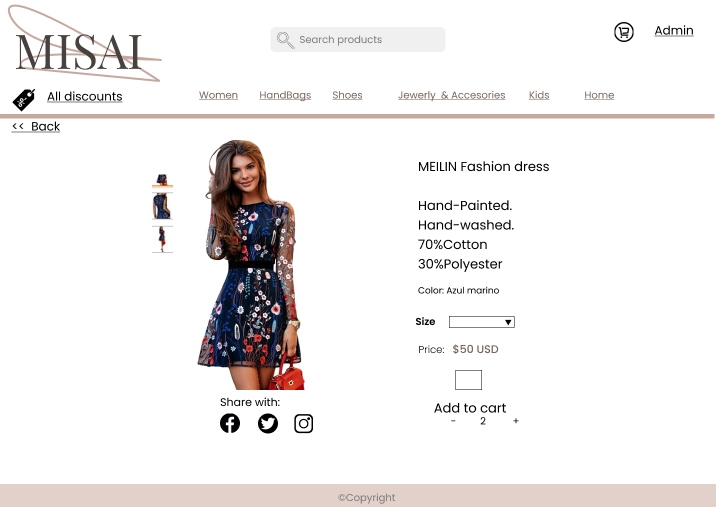 MISAI
Search products
Admin
All discounts
Women HandBags Shoes Jewerly & Accesories Kids Home
<< Back
MEILIN Fashion dress
Hand-Painted.
Hand-washed.
70%Cotton
30%Polyester
Color: Azul marino
Size
Price: $50 USD
Share with:
Add to cart
- 2 +
©Copyright